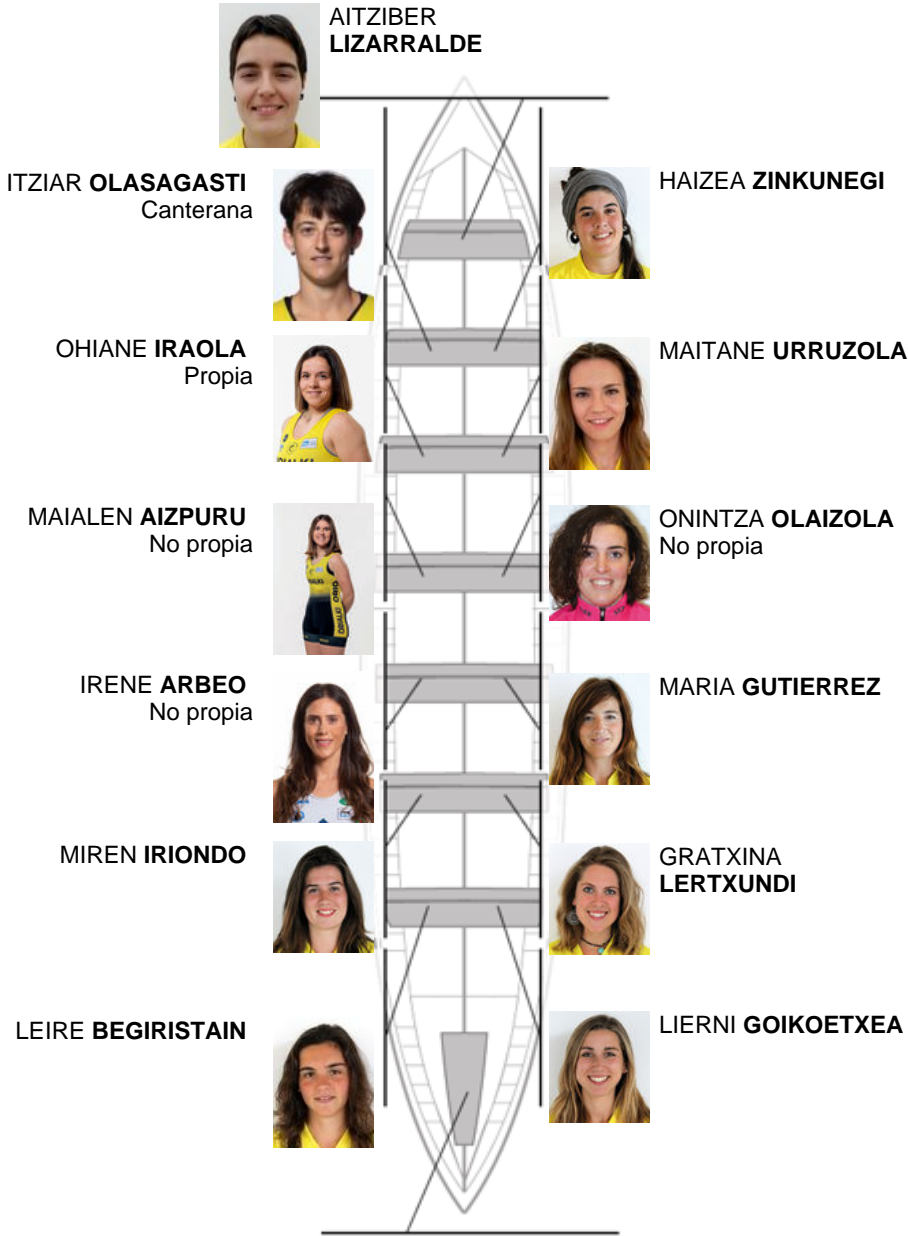 AITZIBER
LIZARRALDE
ITZIAR OLASAGASTI
Canterana
HAIZEA ZINKUNEGI
OHIANE IRAOLA
Propia
MAITANE URRUZOLA
MAIALEN AIZPURU
No propia
ONINTZA OLAIZOLA
No propia
IRENE ARBEO
No propia
MARIA GUTIERREZ
MIREN IRIONDO
GRATXINA
LERTXUNDI
LEIRE BEGIRISTAIN
LIERNI GOIKOETXEA